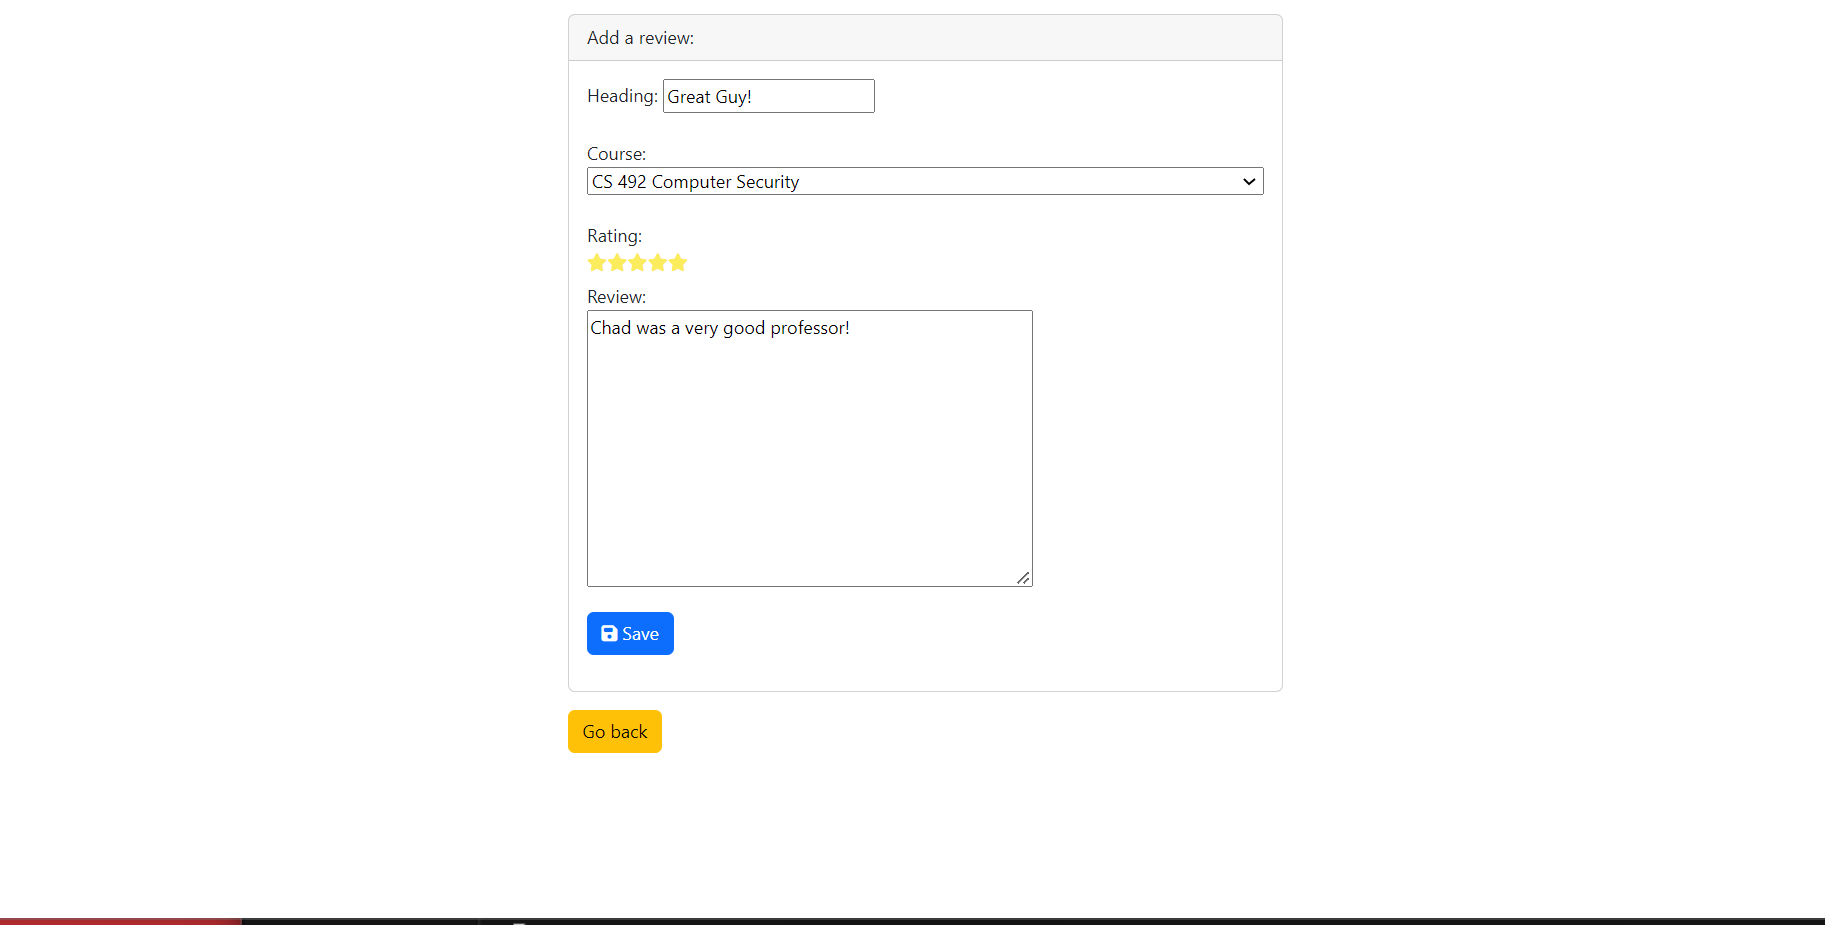 Add a review:
Heading: Great Guy!
Course:
CS 492 Computer Security
Rating:
Review:
Chad was a very good professor!
Save
Go back